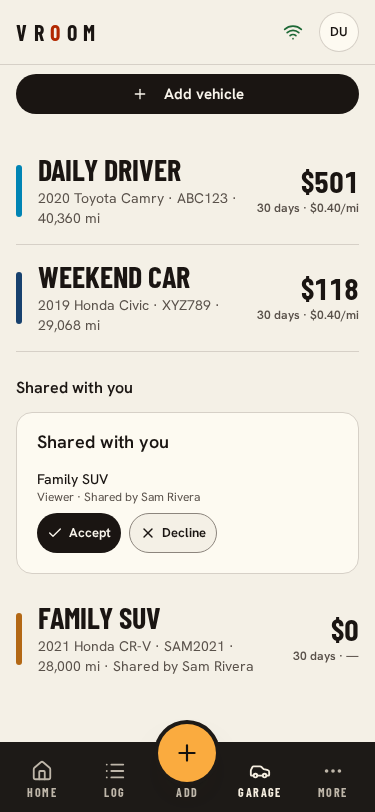 VROOM
DU
Add vehicle
DAILY DRIVER
2020 Toyota Camry · ABC123 ·
40,360 mi
$501
30 days · $0.40/mi
WEEKEND CAR
2019 Honda Civic · XYZ789 ·
29,068 mi
$118
30 days · $0.40/mi
Shared with you
Shared with you
Family SUV
Viewer · Shared by Sam Rivera
Accept
Decline
FAMILY SUV
2021 Honda CR-V · SAM2021 ·
28,000 mi · Shared by Sam Rivera
$0
30 days · —
HOME
LOG
ADD
GARAGE
MORE